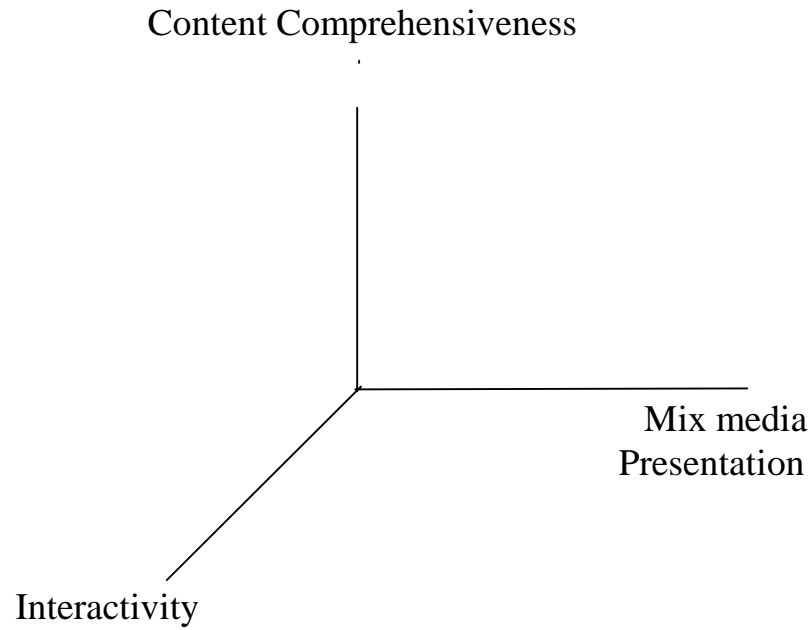 Content Comprehensiveness
Mix media
Presentation
Interactivity